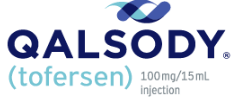 QALSODY®
(tofersen) 100 mg/15 mL
injection